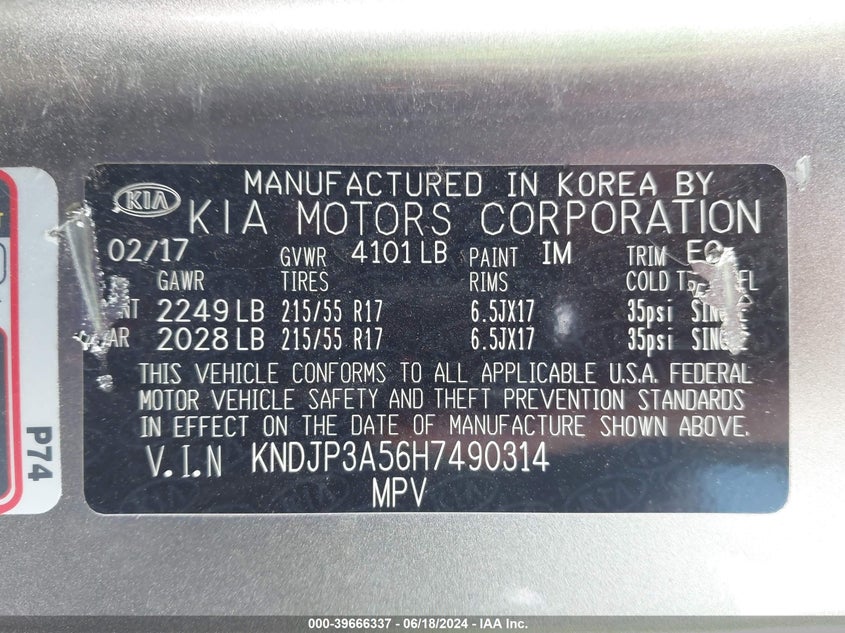 MANUFACTURED IN KOREA BY
KIA KIA MOTORS CORPORATION
02/17 GVWR 4101 LB PAINT IM TRIM
GAWR TIRES RIMS COLD
2249 LB 215/55 R17 6.5JX17 35psi
2028 LB 215/55 R17 6.5JX17 35psi
THIS VEHICLE CONFORMS TO ALL APPLICABLE U.S.A. FEDERAL
MOTOR VEHICLE SAFETY AND THEFT PREVENTION STANDARDS
IN EFFECT ON THE DATE OF MANUFACTURE SHOWN ABOVE.
V.I.N KNDJP3A56H7490314
MPV
P74
000-39666337 - 06/18/2024 - IAA Inc.